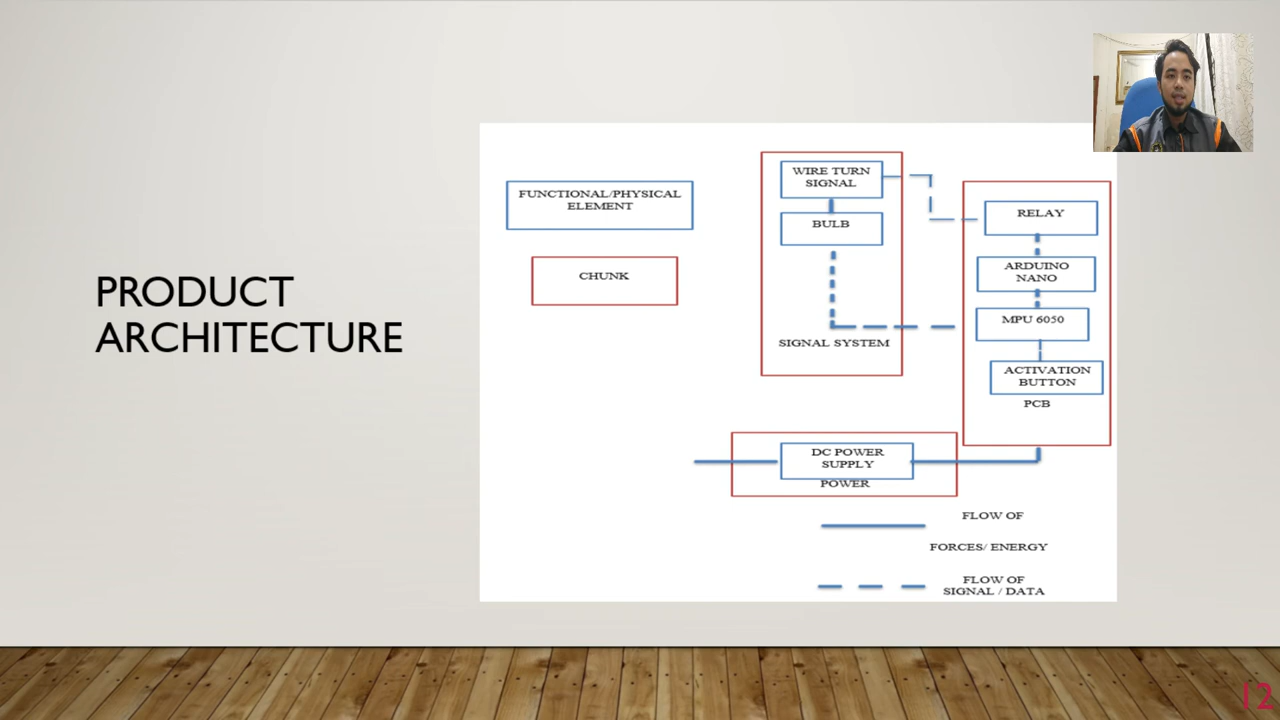 PRODUCT
ARCHITECTURE
FUNCTIONAL/PHYSICAL
ELEMENT
CHUNK
WIRE TURN
SIGNAL
BULB
SIGNAL SYSTEM
RELAY
ARDUINO
NANO
MPU 6050
ACTIVATION
BUTTON
PCB
DC POWER
SUPPLY
POWER
FLOW OF
FORCES/ ENERGY
FLOW OF
SIGNAL / DATA
12